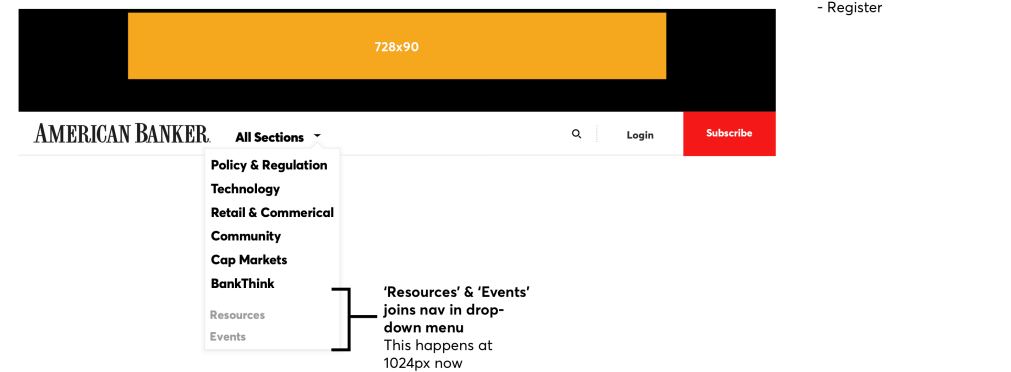 - Register
728x90
AMERICAN BANKER.
All Sections
Login
Subscribe
Policy & Regulation
Technology
Retail & Commerical
Community
Cap Markets
BankThink
Resources
Events
‘Resources’ & ‘Events’
joins nav in drop-
down menu
This happens at
1024px now